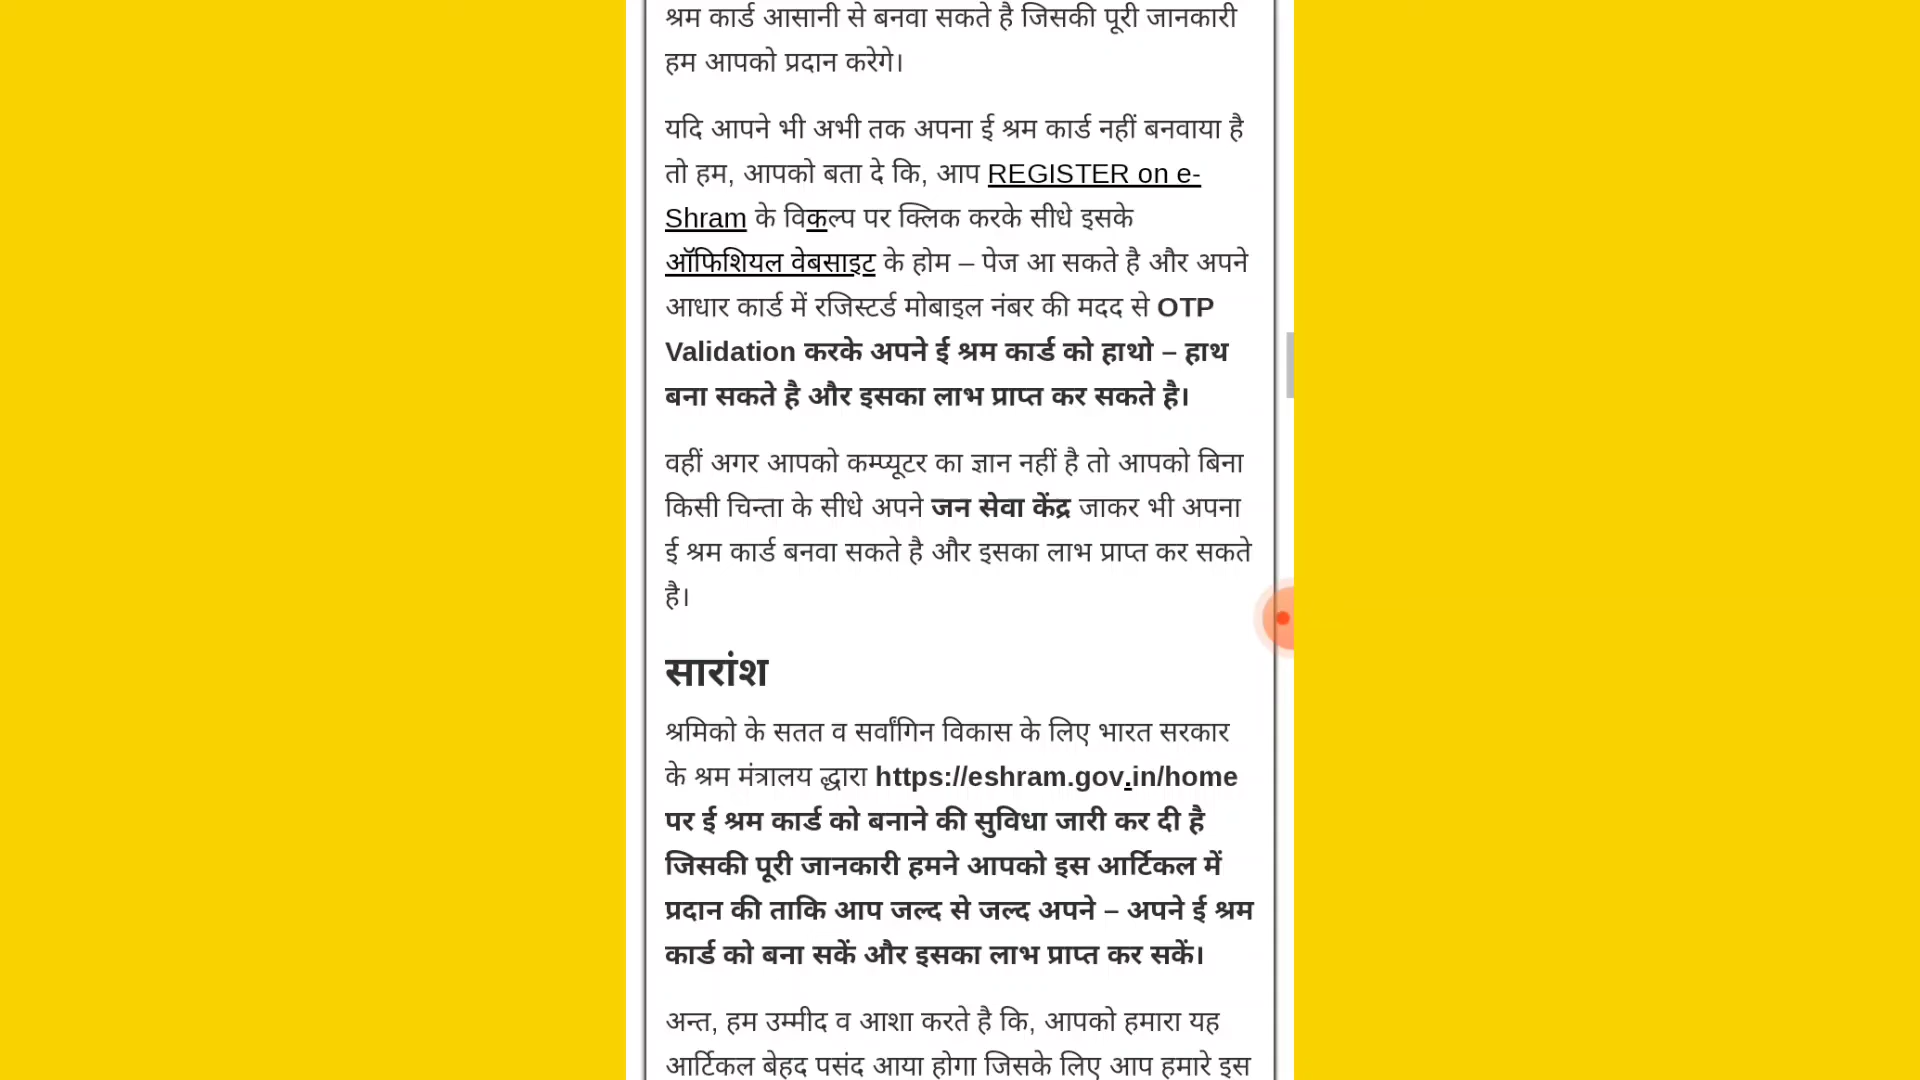 श्रम कार्ड आसानी से बनवा सकते है जिसकी पूरी जानकारी
हम आपको प्रदान करेगे।
यदि आपने भी अभी तक अपना ई श्रम कार्ड नहीं बनवाया है
तो हम, आपको बता दे कि, आप REGISTER on e-
Shram के विकल्प पर क्लिक करके सीधे इसके
ऑफिशियल वेबसाइट के होम – पेज आ सकते है और अपने
आधार कार्ड में रजिस्टर्ड मोबाइल नंबर की मदद से OTP
Validation करके अपने ई श्रम कार्ड को हाथो – हाथ
बना सकते है और इसका लाभ प्राप्त कर सकते है।
वहीं अगर आपको कम्प्यूटर का ज्ञान नहीं है तो आपको बिना
किसी चिन्ता के सीधे अपने जन सेवा केंद्र जाकर भी अपना
ई श्रम कार्ड बनवा सकते है और इसका लाभ प्राप्त कर सकते
है।
सारांश
श्रमिको के सतत व सर्वांगिन विकास के लिए भारत सरकार
के श्रम मंत्रालय द्धारा https://eshram.gov.in/home
पर ई श्रम कार्ड को बनाने की सुविधा जारी कर दी है
जिसकी पूरी जानकारी हमने आपको इस आर्टिकल में
प्रदान की ताकि आप जल्द से जल्द अपने – अपने ई श्रम
कार्ड को बना सकें और इसका लाभ प्राप्त कर सकें।
अन्त, हम उम्मीद व आशा करते है कि, आपको हमारा यह
आर्टिकल बेहद पसंद आया होगा जिसके लिए आप हमारे इस